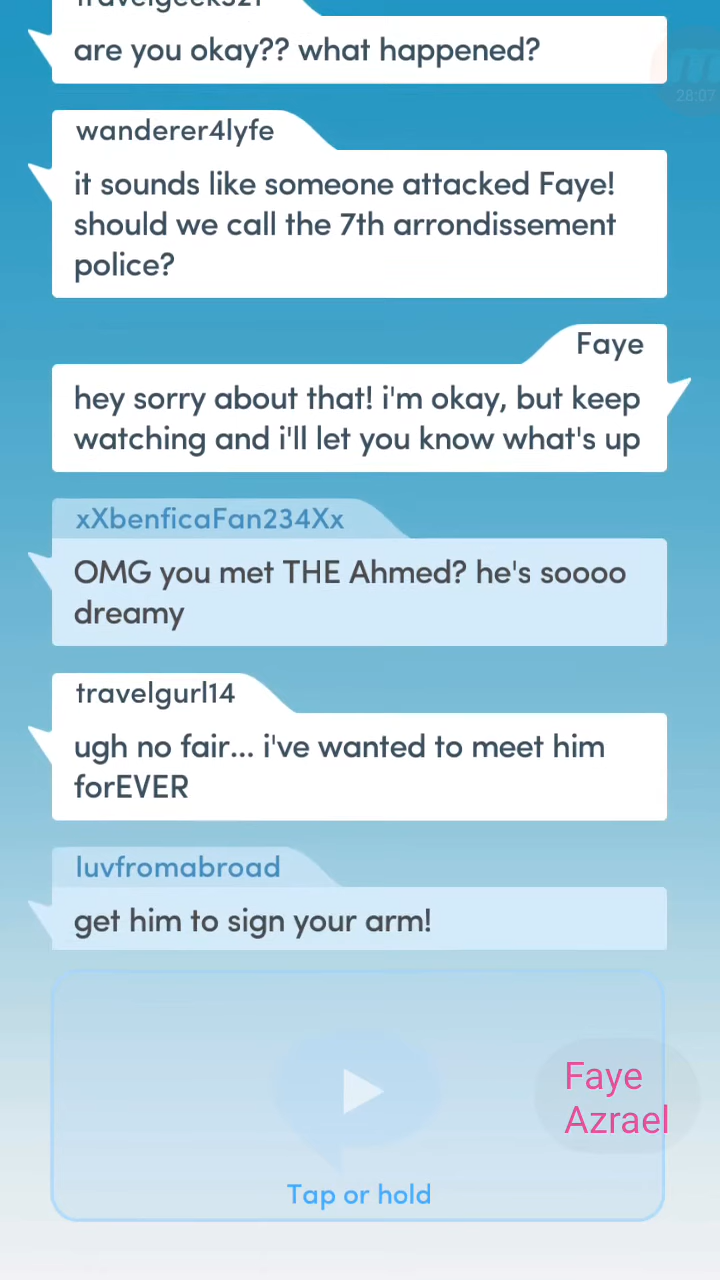 travelgeek321
are you okay?? what happened?
28:07
wanderer4lyfe
it sounds like someone attacked Faye!
should we call the 7th arrondissement
police?
Faye
hey sorry about that! i'm okay, but keep
watching and i'll let you know what's up
xXbenficaFan234Xx
OMG you met THE Ahmed? he's soooo
dreamy
travelgurl14
ugh no fair... i've wanted to meet him
forEVER
luvfromabroad
get him to sign your arm!
Faye
Azrael
Tap or hold